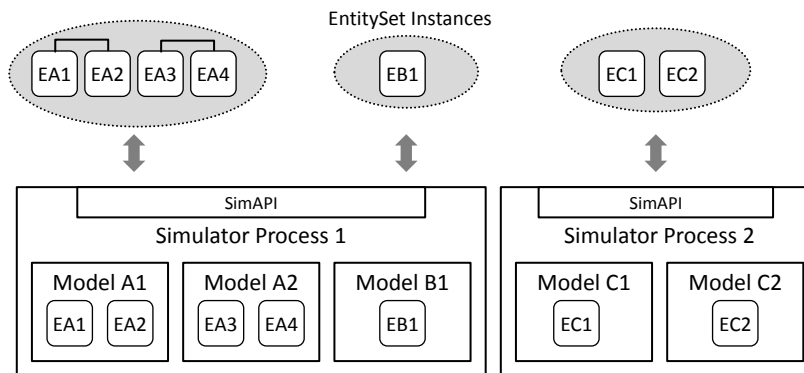 EntitySet Instances
EA1 EA2 EA3 EA4 EB1 EC1 EC2
SimAPI SimAPI
Simulator Process 1 Simulator Process 2
Model A1 Model A2 Model B1 Model C1 Model C2
EA1 EA2 EA3 EA4 EB1 EC1 EC2